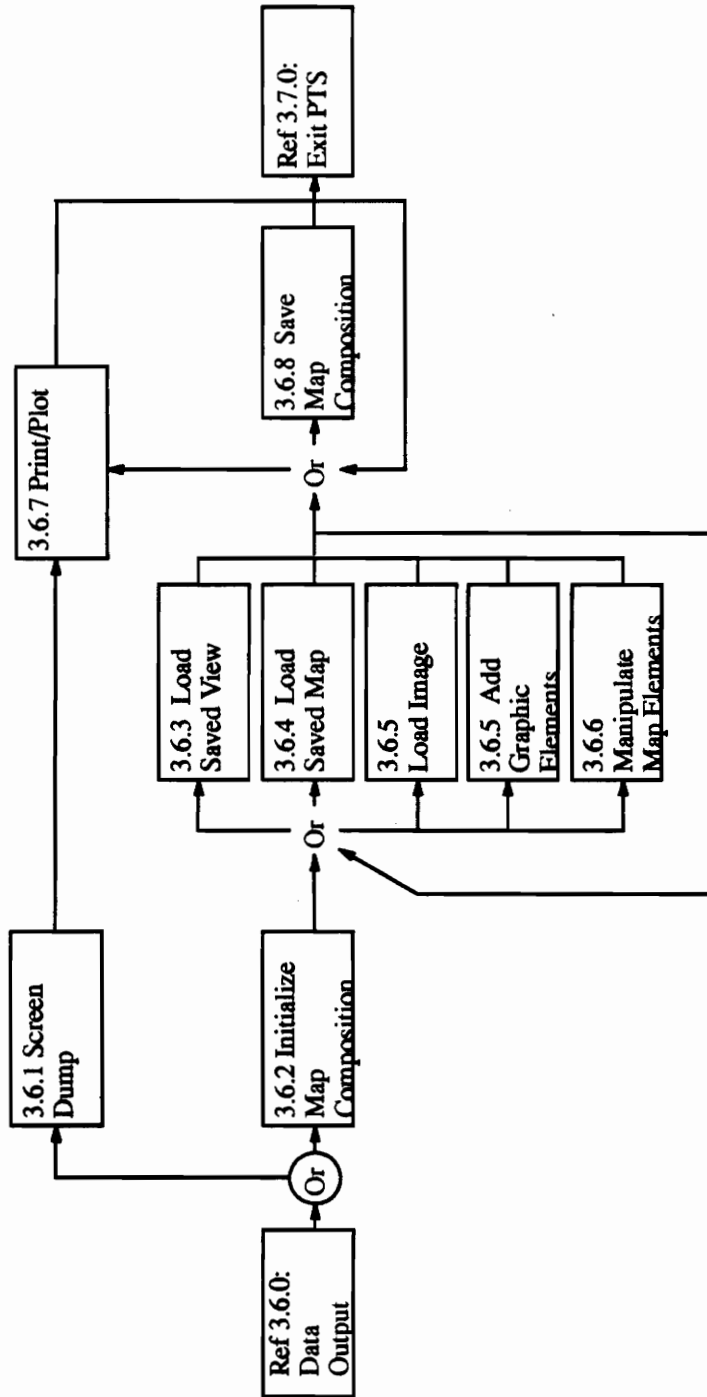 Ref 3.6.0:
Data
Output
Or
3.6.1 Screen
Dump
3.6.2 Initialize
Map
Composition
Or
3.6.3 Load
Saved View
3.6.4 Load
Saved Map
3.6.5
Load Image
3.6.5 Add
Graphic
Elements
3.6.6
Manipulate
Map Elements
Or
3.6.7 Print/Plot
3.6.8 Save
Map
Composition
Ref 3.7.0:
Exit PTS